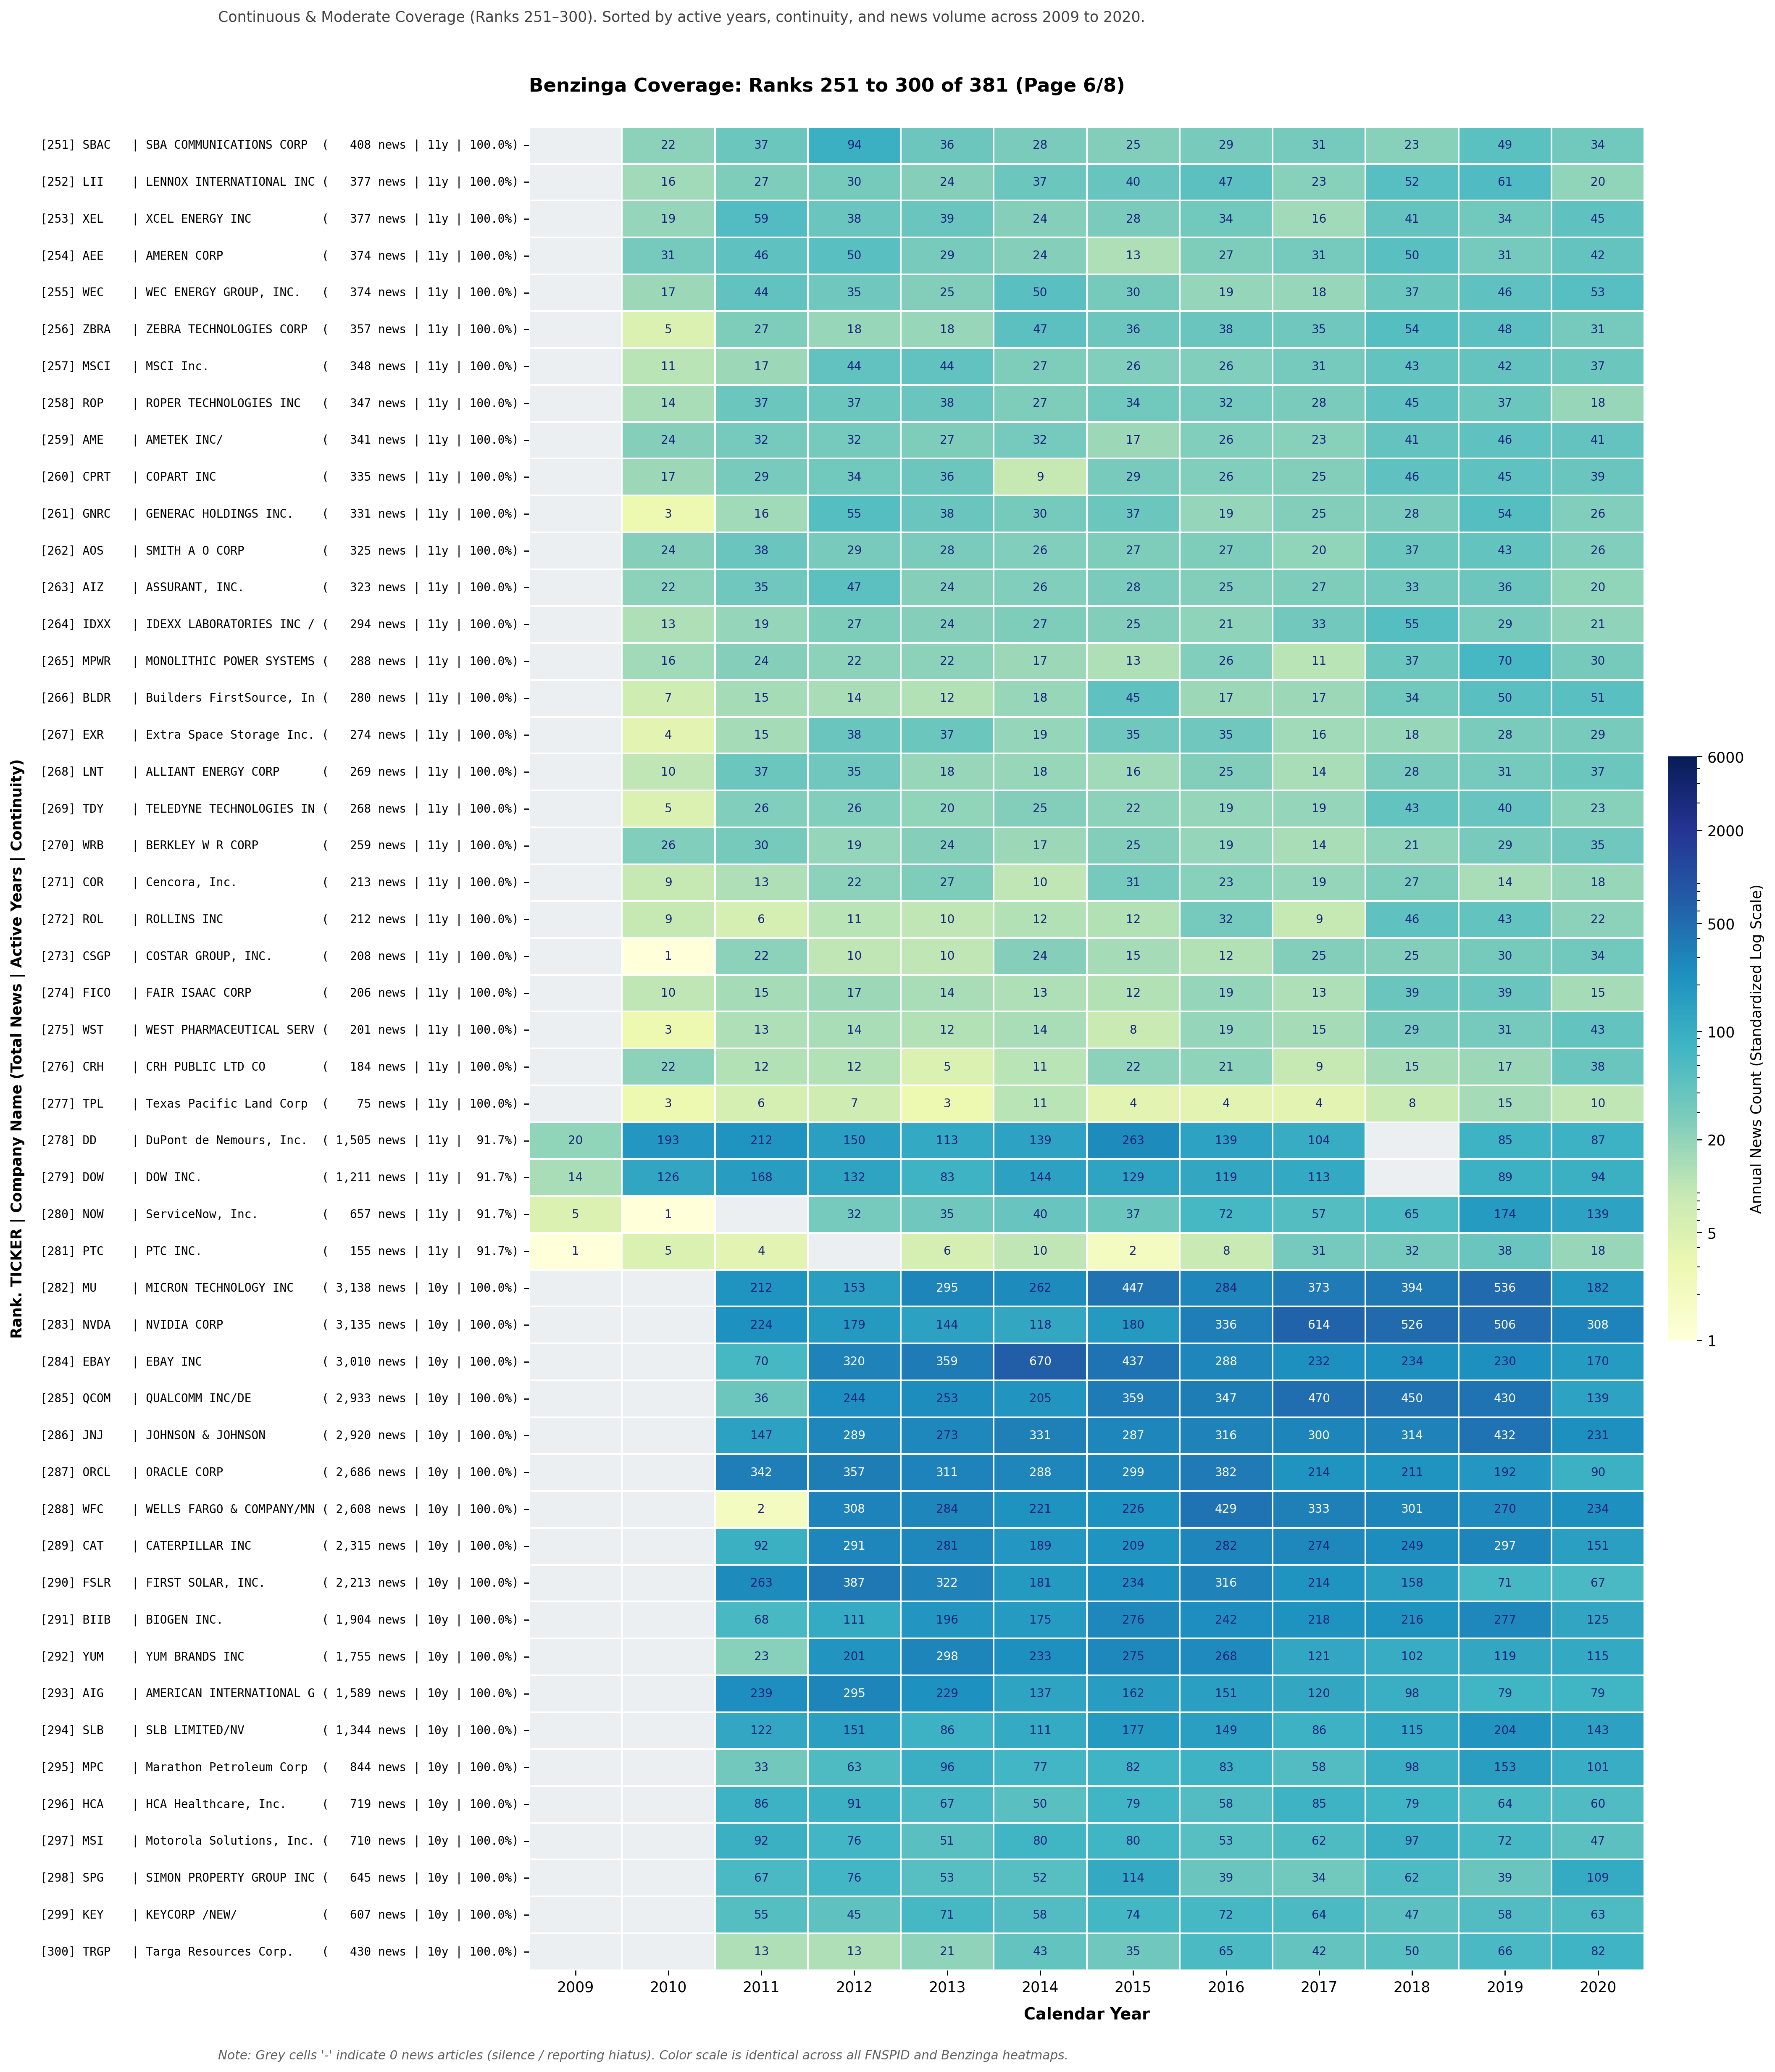 Continuous & Moderate Coverage (Ranks 251–300). Sorted by active years, continuity, and news volume across 2009 to 2020.
Benzinga Coverage: Ranks 251 to 300 of 381 (Page 6/8)
[251] SBAC | SBA COMMUNICATIONS CORP ( 408 news | 11y | 100.0%) 22 37 94 36 28 25 29 31 23 49 34
[252] LII | LENNOX INTERNATIONAL INC ( 377 news | 11y | 100.0%) 16 27 30 24 37 40 47 23 52 61 20
[253] XEL | XCEL ENERGY INC ( 377 news | 11y | 100.0%) 19 59 38 39 24 28 34 16 41 34 45
[254] AEE | AMEREN CORP ( 374 news | 11y | 100.0%) 31 46 50 29 24 13 27 31 50 31 42
[255] WEC | WEC ENERGY GROUP, INC. ( 374 news | 11y | 100.0%) 17 44 35 25 50 30 19 18 37 46 53
[256] ZBRA | ZEBRA TECHNOLOGIES CORP ( 357 news | 11y | 100.0%) 5 27 18 18 47 36 38 35 54 48 31
[257] MSCI | MSCI Inc. ( 348 news | 11y | 100.0%) 11 17 44 44 27 26 26 31 43 42 37
[258] ROP | ROPER TECHNOLOGIES INC ( 347 news | 11y | 100.0%) 14 37 37 38 27 34 32 28 45 37 18
[259] AME | AMETEK INC/ ( 341 news | 11y | 100.0%) 24 32 32 27 32 17 26 23 41 46 41
[260] CPRT | COPART INC ( 335 news | 11y | 100.0%) 17 29 34 36 9 29 26 25 46 45 39
[261] GNRC | GENERAC HOLDINGS INC. ( 331 news | 11y | 100.0%) 3 16 55 38 30 37 19 25 28 54 26
[262] AOS | SMITH A O CORP ( 325 news | 11y | 100.0%) 24 38 29 28 26 27 27 20 37 43 26
[263] AIZ | ASSURANT, INC. ( 323 news | 11y | 100.0%) 22 35 47 24 26 28 25 27 33 36 20
[264] IDXX | IDEXX LABORATORIES INC / ( 294 news | 11y | 100.0%) 13 19 27 24 27 25 21 33 55 29 21
[265] MPWR | MONOLITHIC POWER SYSTEMS ( 288 news | 11y | 100.0%) 16 24 22 22 17 13 26 11 37 70 30
[266] BLDR | Builders FirstSource, In ( 280 news | 11y | 100.0%) 7 15 14 12 18 45 17 17 34 50 51
[267] EXR | Extra Space Storage Inc. ( 274 news | 11y | 100.0%) 4 15 38 37 19 35 35 16 18 28 29
[268] LNT | ALLIANT ENERGY CORP ( 269 news | 11y | 100.0%) 10 37 35 18 18 16 25 14 28 31 37
[269] TDY | TELEDYNE TECHNOLOGIES IN ( 268 news | 11y | 100.0%) 5 26 26 20 25 22 19 19 43 40 23
[270] WRB | BERKLEY W R CORP ( 259 news | 11y | 100.0%) 26 30 19 24 17 25 19 14 21 29 35
[271] COR | Cencora, Inc. ( 213 news | 11y | 100.0%) 9 13 22 27 10 31 23 19 27 14 18
[272] ROL | ROLLINS INC ( 212 news | 11y | 100.0%) 9 6 11 10 12 12 32 9 46 43 22
[273] CSGP | COSTAR GROUP, INC. ( 208 news | 11y | 100.0%) 1 22 10 10 24 15 12 25 25 30 34
[274] FICO | FAIR ISAAC CORP ( 206 news | 11y | 100.0%) 10 15 17 14 13 12 19 13 39 39 15
[275] WST | WEST PHARMACEUTICAL SERV ( 201 news | 11y | 100.0%) 3 13 14 12 14 8 19 15 29 31 43
[276] CRH | CRH PUBLIC LTD CO ( 184 news | 11y | 100.0%) 22 12 12 5 11 22 21 9 15 17 38
[277] TPL | Texas Pacific Land Corp ( 75 news | 11y | 100.0%) 3 6 7 3 11 4 4 4 8 15 10
[278] DD | DuPont de Nemours, Inc. ( 1,505 news | 11y | 91.7%) 20 193 212 150 113 139 263 139 104 85 87
[279] DOW | DOW INC. ( 1,211 news | 11y | 91.7%) 14 126 168 132 83 144 129 119 113 89 94
[280] NOW | ServiceNow, Inc. ( 657 news | 11y | 91.7%) 5 1 32 35 40 37 72 57 65 174 139
[281] PTC | PTC INC. ( 155 news | 11y | 91.7%) 1 5 4 6 10 2 8 31 32 38 18
[282] MU | MICRON TECHNOLOGY INC ( 3,138 news | 10y | 100.0%) 212 153 295 262 447 284 373 394 536 182
[283] NVDA | NVIDIA CORP ( 3,135 news | 10y | 100.0%) 224 179 144 118 180 336 614 526 506 308
[284] EBAY | EBAY INC ( 3,010 news | 10y | 100.0%) 70 320 359 670 437 288 232 234 230 170
[285] QCOM | QUALCOMM INC/DE ( 2,933 news | 10y | 100.0%) 36 244 253 205 359 347 470 450 430 139
[286] JNJ | JOHNSON & JOHNSON ( 2,920 news | 10y | 100.0%) 147 289 273 331 287 316 300 314 432 231
[287] ORCL | ORACLE CORP ( 2,686 news | 10y | 100.0%) 342 357 311 288 299 382 214 211 192 90
[288] WFC | WELLS FARGO & COMPANY/MN ( 2,608 news | 10y | 100.0%) 2 308 284 221 226 429 333 301 270 234
[289] CAT | CATERPILLAR INC ( 2,315 news | 10y | 100.0%) 92 291 281 189 209 282 274 249 297 151
[290] FSLR | FIRST SOLAR, INC. ( 2,213 news | 10y | 100.0%) 263 387 322 181 234 316 214 158 71 67
[291] BIIB | BIOGEN INC. ( 1,904 news | 10y | 100.0%) 68 111 196 175 276 242 218 216 277 125
[292] YUM | YUM BRANDS INC ( 1,755 news | 10y | 100.0%) 23 201 298 233 275 268 121 102 119 115
[293] AIG | AMERICAN INTERNATIONAL G ( 1,589 news | 10y | 100.0%) 239 295 229 137 162 151 120 98 79 79
[294] SLB | SLB LIMITED/NV ( 1,344 news | 10y | 100.0%) 122 151 86 111 177 149 86 115 204 143
[295] MPC | Marathon Petroleum Corp ( 844 news | 10y | 100.0%) 33 63 96 77 82 83 58 98 153 101
[296] HCA | HCA Healthcare, Inc. ( 719 news | 10y | 100.0%) 86 91 67 50 79 58 85 79 64 60
[297] MSI | Motorola Solutions, Inc. ( 710 news | 10y | 100.0%) 92 76 51 80 80 53 62 97 72 47
[298] SPG | SIMON PROPERTY GROUP INC ( 645 news | 10y | 100.0%) 67 76 53 52 114 39 34 62 39 109
[299] KEY | KEYCORP /NEW/ ( 607 news | 10y | 100.0%) 55 45 71 58 74 72 64 47 58 63
[300] TRGP | Targa Resources Corp. ( 430 news | 10y | 100.0%) 13 13 21 43 35 65 42 50 66 82
2009 2010 2011 2012 2013 2014 2015 2016 2017 2018 2019 2020
Calendar Year
Rank. TICKER | Company Name (Total News | Active Years | Continuity)
6000
2000
500
100
20
5
1
Annual News Count (Standardized Log Scale)
Note: Grey cells '-' indicate 0 news articles (silence / reporting hiatus). Color scale is identical across all FNSPID and Benzinga heatmaps.